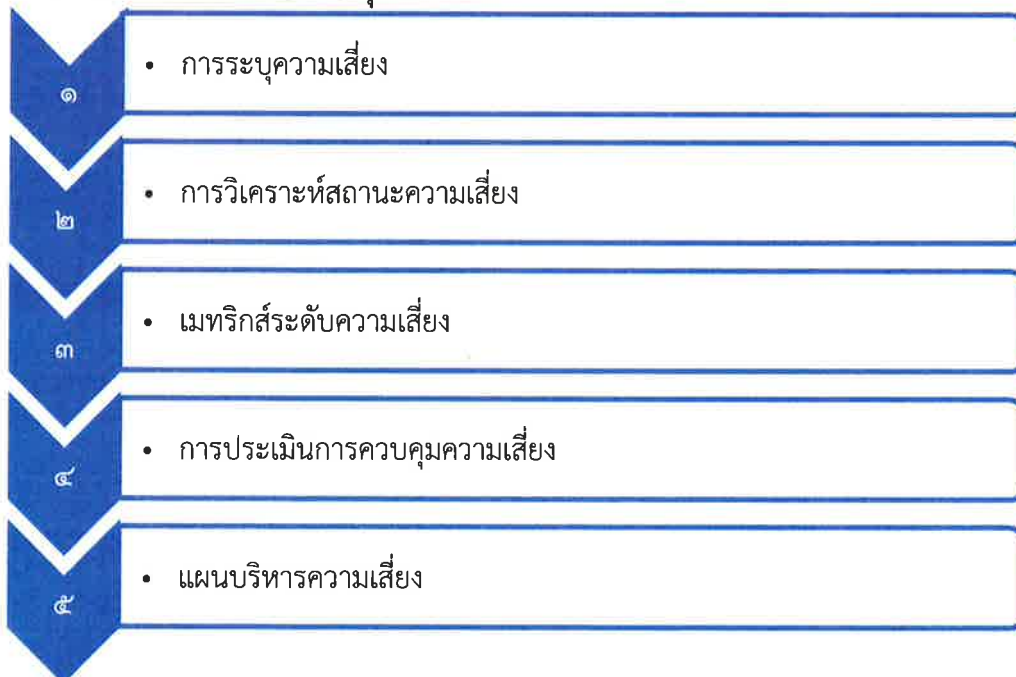 ๑
• การระบุความเสี่ยง
๒
• การวิเคราะห์สถานะความเสี่ยง
๓
• เมทริกส์ระดับความเสี่ยง
๔
• การประเมินการควบคุมความเสี่ยง
๕
• แผนบริหารความเสี่ยง